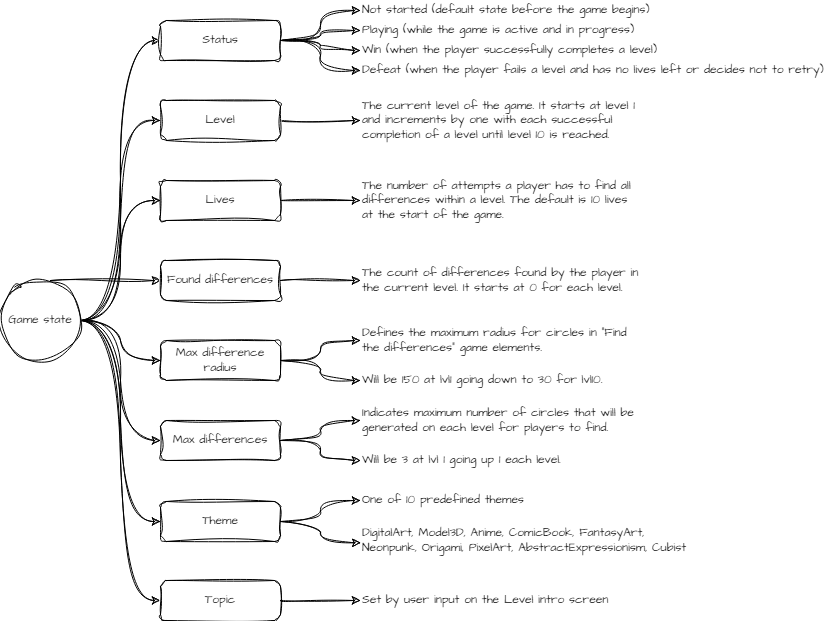 Game state
Status
Not started (default state before the game begins)
Playing (while the game is active and in progress)
Win (when the player successfully completes a level)
Defeat (when the player fails a level and has no lives left or decides not to retry)
Level
The current level of the game. It starts at level 1
and increments by one with each successful
completion of a level until level 10 is reached.
Lives
The number of attempts a player has to find all
differences within a level. The default is 10 lives
at the start of the game.
Found differences
The count of differences found by the player in
the current level. It starts at 0 for each level.
Max difference
radius
Defines the maximum radius for circles in "Find
the differences" game elements.
Will be 150 at lvl1 going down to 30 for lvl10.
Max differences
Indicates maximum number of circles that will be
generated on each level for players to find.
Will be 3 at lvl 1 going up 1 each level.
Theme
One of 10 predefined themes
DigitalArt, Model3D, Anime, ComicBook, FantasyArt,
Neonpunk, Origami, PixelArt, AbstractExpressionism, Cubist
Topic
Set by user input on the Level intro screen